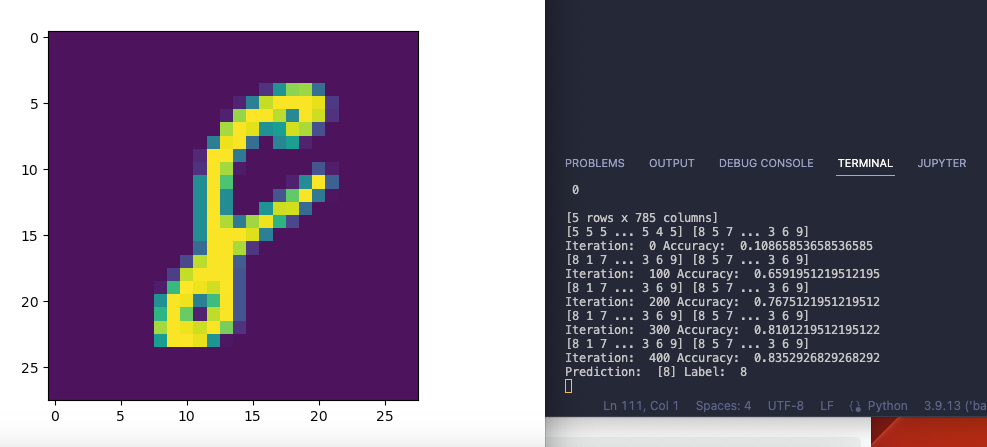 0
5
10
15
20
25
0 5 10 15 20 25
PROBLEMS OUTPUT DEBUG CONSOLE TERMINAL JUPYTER
0
[5 rows x 785 columns]
[5 5 5 ... 5 4 5] [8 5 7 ... 3 6 9]
Iteration:  0 Accuracy:  0.10865853658536585
[8 1 7 ... 3 6 9] [8 5 7 ... 3 6 9]
Iteration:  100 Accuracy:  0.6591951219512195
[8 1 7 ... 3 6 9] [8 5 7 ... 3 6 9]
Iteration:  200 Accuracy:  0.7675121951219512
[8 1 7 ... 3 6 9] [8 5 7 ... 3 6 9]
Iteration:  300 Accuracy:  0.8101219512195122
[8 1 7 ... 3 6 9] [8 5 7 ... 3 6 9]
Iteration:  400 Accuracy:  0.8352926829268292
Prediction:  [8] Label:  8
Ln 111, Col 1 Spaces: 4 UTF-8 LF Python 3.9.13 ('ba